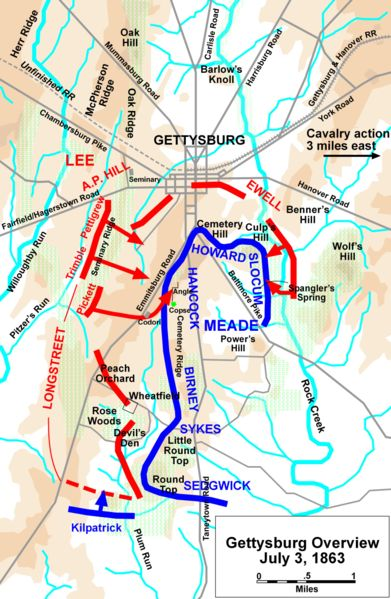 Herr Ridge
Oak
Hill
Mummasburg Road
Carlisle Road
Harrisburg Road
Unfinished RR
McPherson
Ridge
Oak Ridge
Barlow's
Knoll
Gettysburg & Hanover RR
York Road
Chambersburg Pike
GETTYSBURG
Cavalry action
3 miles east
LEE
A.P. HILL
Seminary
EWELL
Hanover Road
Fairfield/Hagerstown Road
Benner's
Hill
Cemetery
Hill
Culp's
Hill
Willoughby Run
Trimble
Pettigrew
Seminary Ridge
Emmitsburg Road
HOWARD
SLOCUM
Wolf's
Hill
Baltimore Pike
HANCOCK
Angle
Copse
Spangler's
Spring
Pitzer's Run
Pickett
Codori
Cemetery Ridge
MEADE
Power's
Hill
LONGSTREET
Peach
Orchard
Wheatfield
BIRNEY
Rock Creek
Rose
Woods
Devil's
Den
SYKES
Little
Round
Top
Round
Top
SEDGWICK
Taneytown Road
Kilpatrick
Plum Run
Gettysburg Overview
July 3, 1863
0 .5 1
Miles